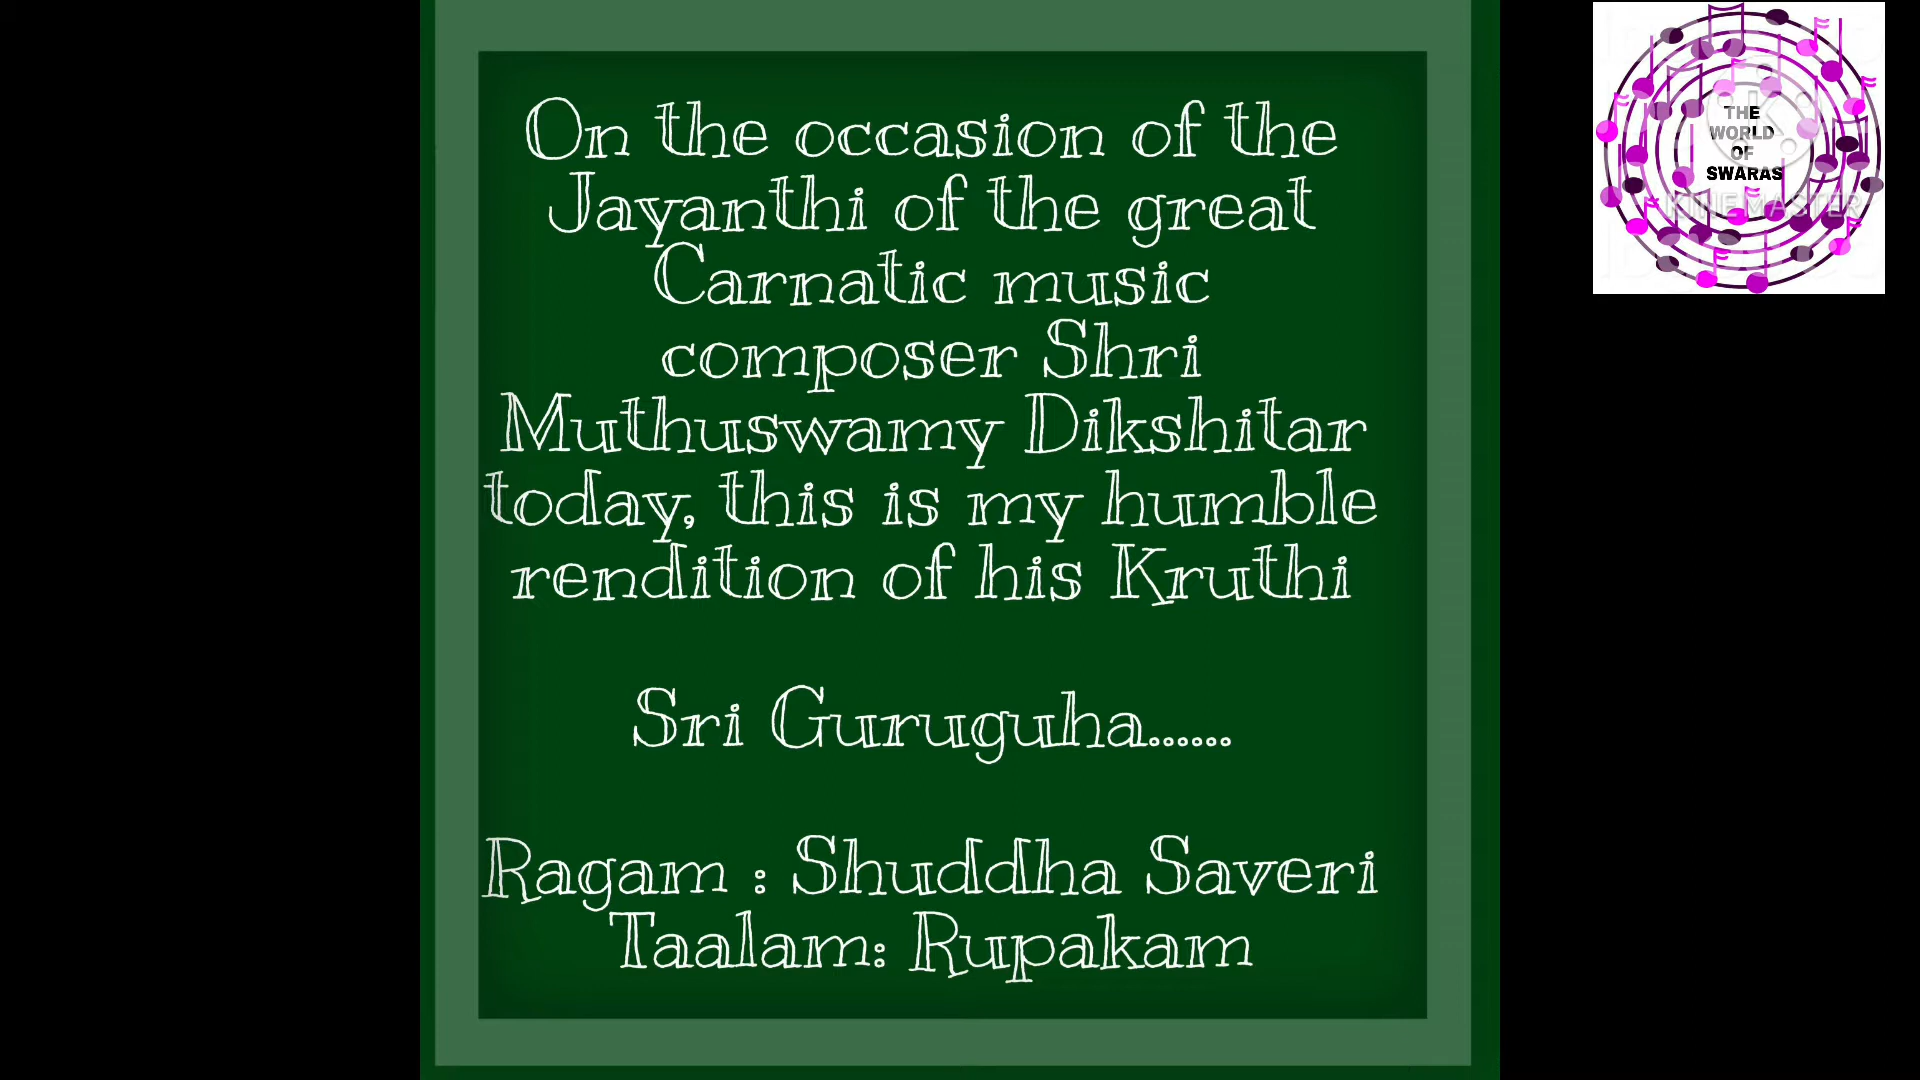 On the occasion of the
Jayanthi of the great
Carnatic music
composer Shri
Muthuswamy Dikshitar
today, this is my humble
rendition of his Kruthi
Sri Guruguha......
Ragam : Shuddha Saveri
Taalam: Rupakam
THE
WORLD
OF
SWARAS
KINEMASTER